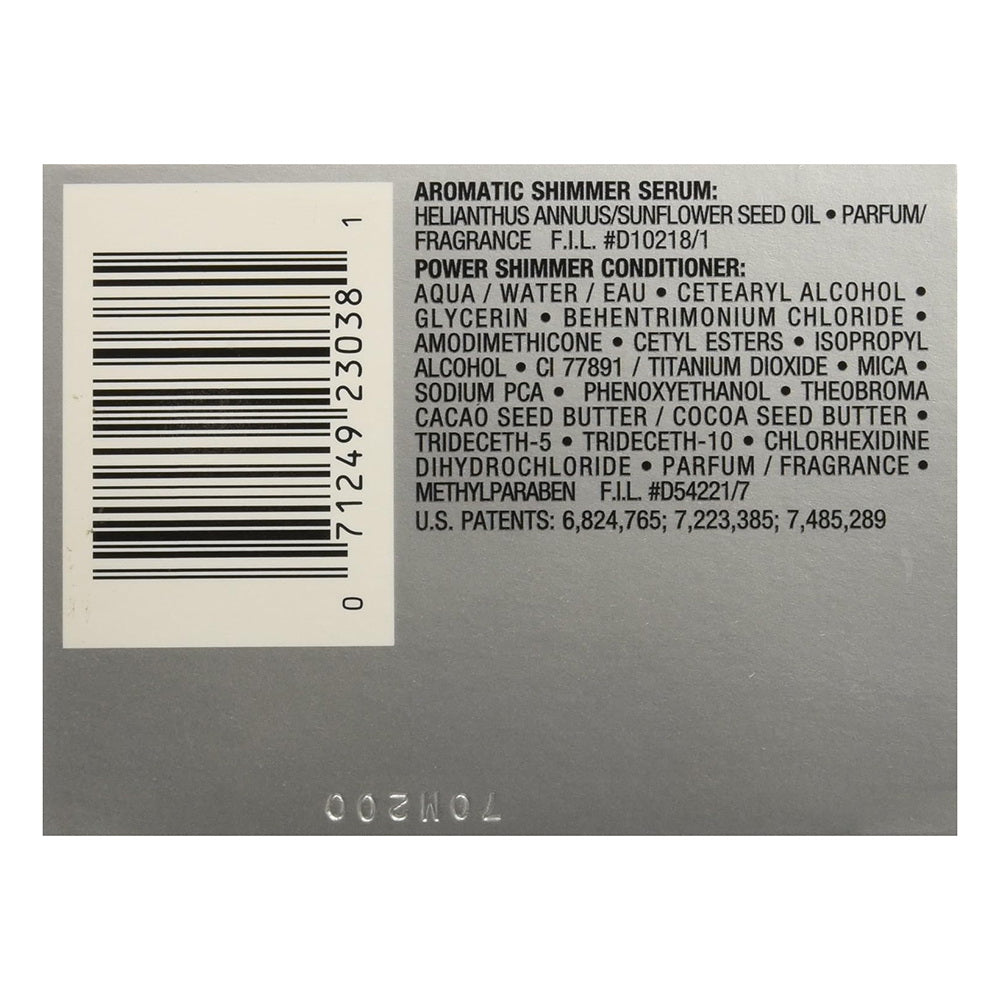 AROMATIC SHIMMER SERUM:
HELIANTHUS ANNUUS/SUNFLOWER SEED OIL • PARFUM/
FRAGRANCE F.I.L. #D10218/1
POWER SHIMMER CONDITIONER:
AQUA / WATER / EAU • CETEARYL ALCOHOL •
GLYCERIN • BEHENTRIMONIUM CHLORIDE •
AMODIMETHICONE • CETYL ESTERS • ISOPROPYL
ALCOHOL • CI 77891 / TITANIUM DIOXIDE • MICA •
SODIUM PCA • PHENOXYETHANOL • THEOBROMA
CACAO SEED BUTTER / COCOA SEED BUTTER •
TRIDECETH-5 • TRIDECETH-10 • CHLORHEXIDINE
DIHYDROCHLORIDE • PARFUM / FRAGRANCE •
METHYLPARABEN F.I.L. #D54221/7
U.S. PATENTS: 6,824,765; 7,223,385; 7,485,289
0 71249 23038 1
70M200